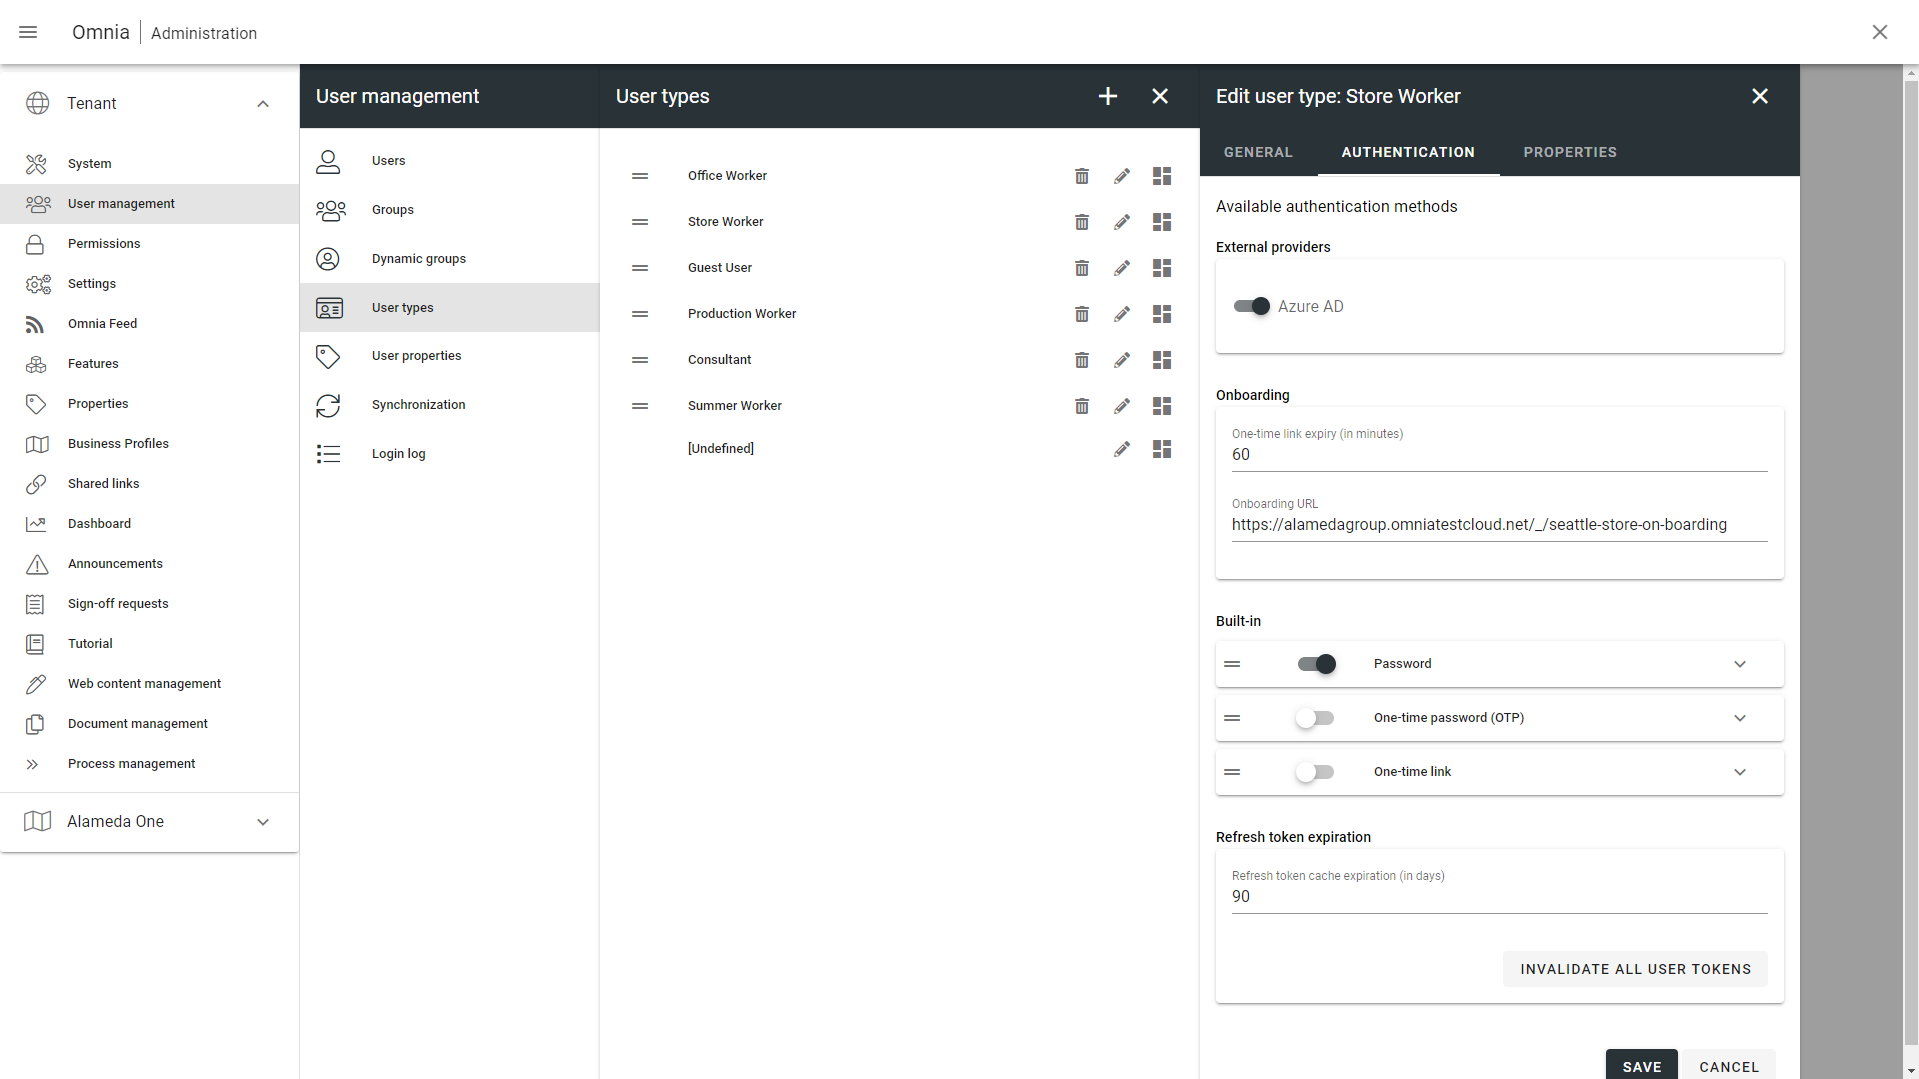 Omnia
Administration
Tenant
System
User management
Permissions
Settings
Omnia Feed
Features
Properties
Business Profiles
Shared links
Dashboard
Announcements
Sign-off requests
Tutorial
Web content management
Document management
Process management
Alameda One
User management
Users
Groups
Dynamic groups
User types
User properties
Synchronization
Login log
User types
Office Worker
Store Worker
Guest User
Production Worker
Consultant
Summer Worker
[Undefined]
Edit user type: Store Worker
GENERAL
AUTHENTICATION
PROPERTIES
Available authentication methods
External providers
Azure AD
Onboarding
One-time link expiry (in minutes)
60
Onboarding URL
https://alamedagroup.omniatestcloud.net/_/seattle-store-on-boarding
Built-in
Password
One-time password (OTP)
One-time link
Refresh token expiration
Refresh token cache expiration (in days)
90
INVALIDATE ALL USER TOKENS
SAVE
CANCEL